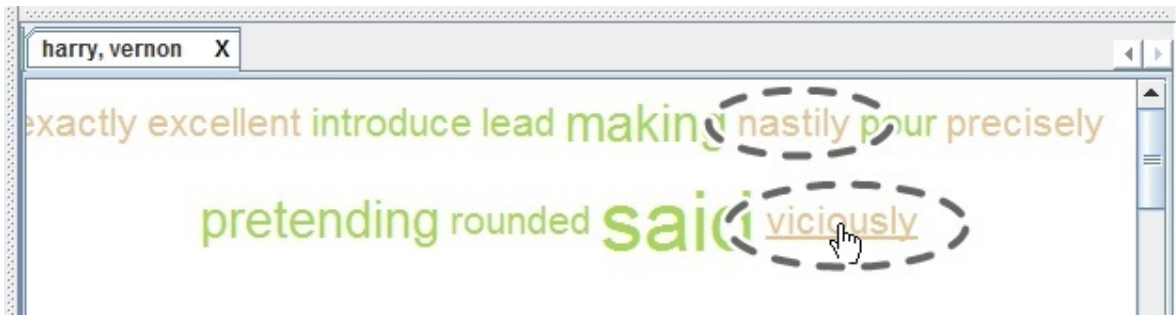 harry, vernon X
exactly excellent introduce lead making nastily pour precisely
pretending rounded said viciously